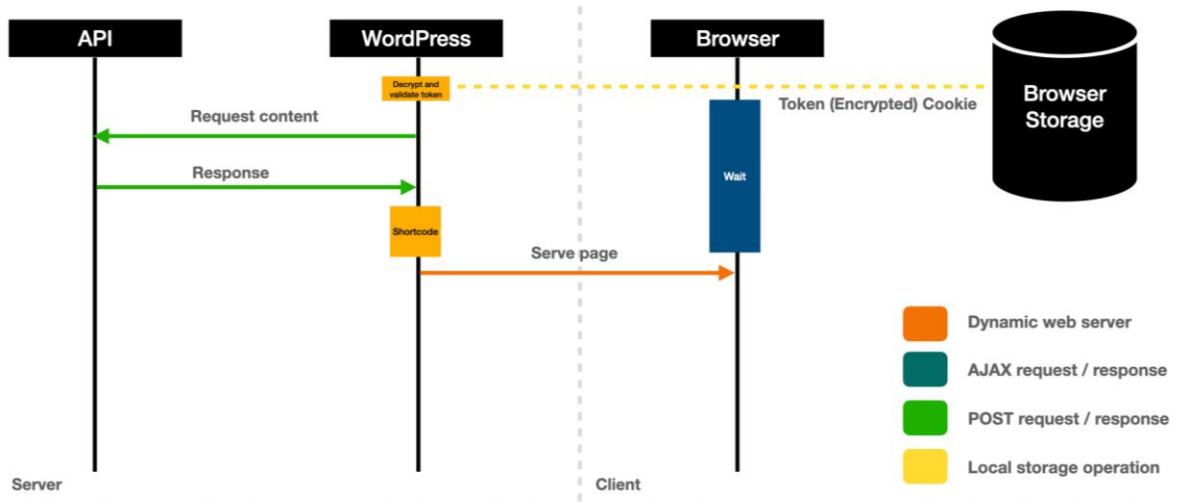 API
WordPress
Browser
Decrypt and
validate token
Token (Encrypted) Cookie
Browser
Storage
Request content
Response
Wait
Shortcode
Serve page
Dynamic web server
AJAX request / response
POST request / response
Local storage operation
Server
Client